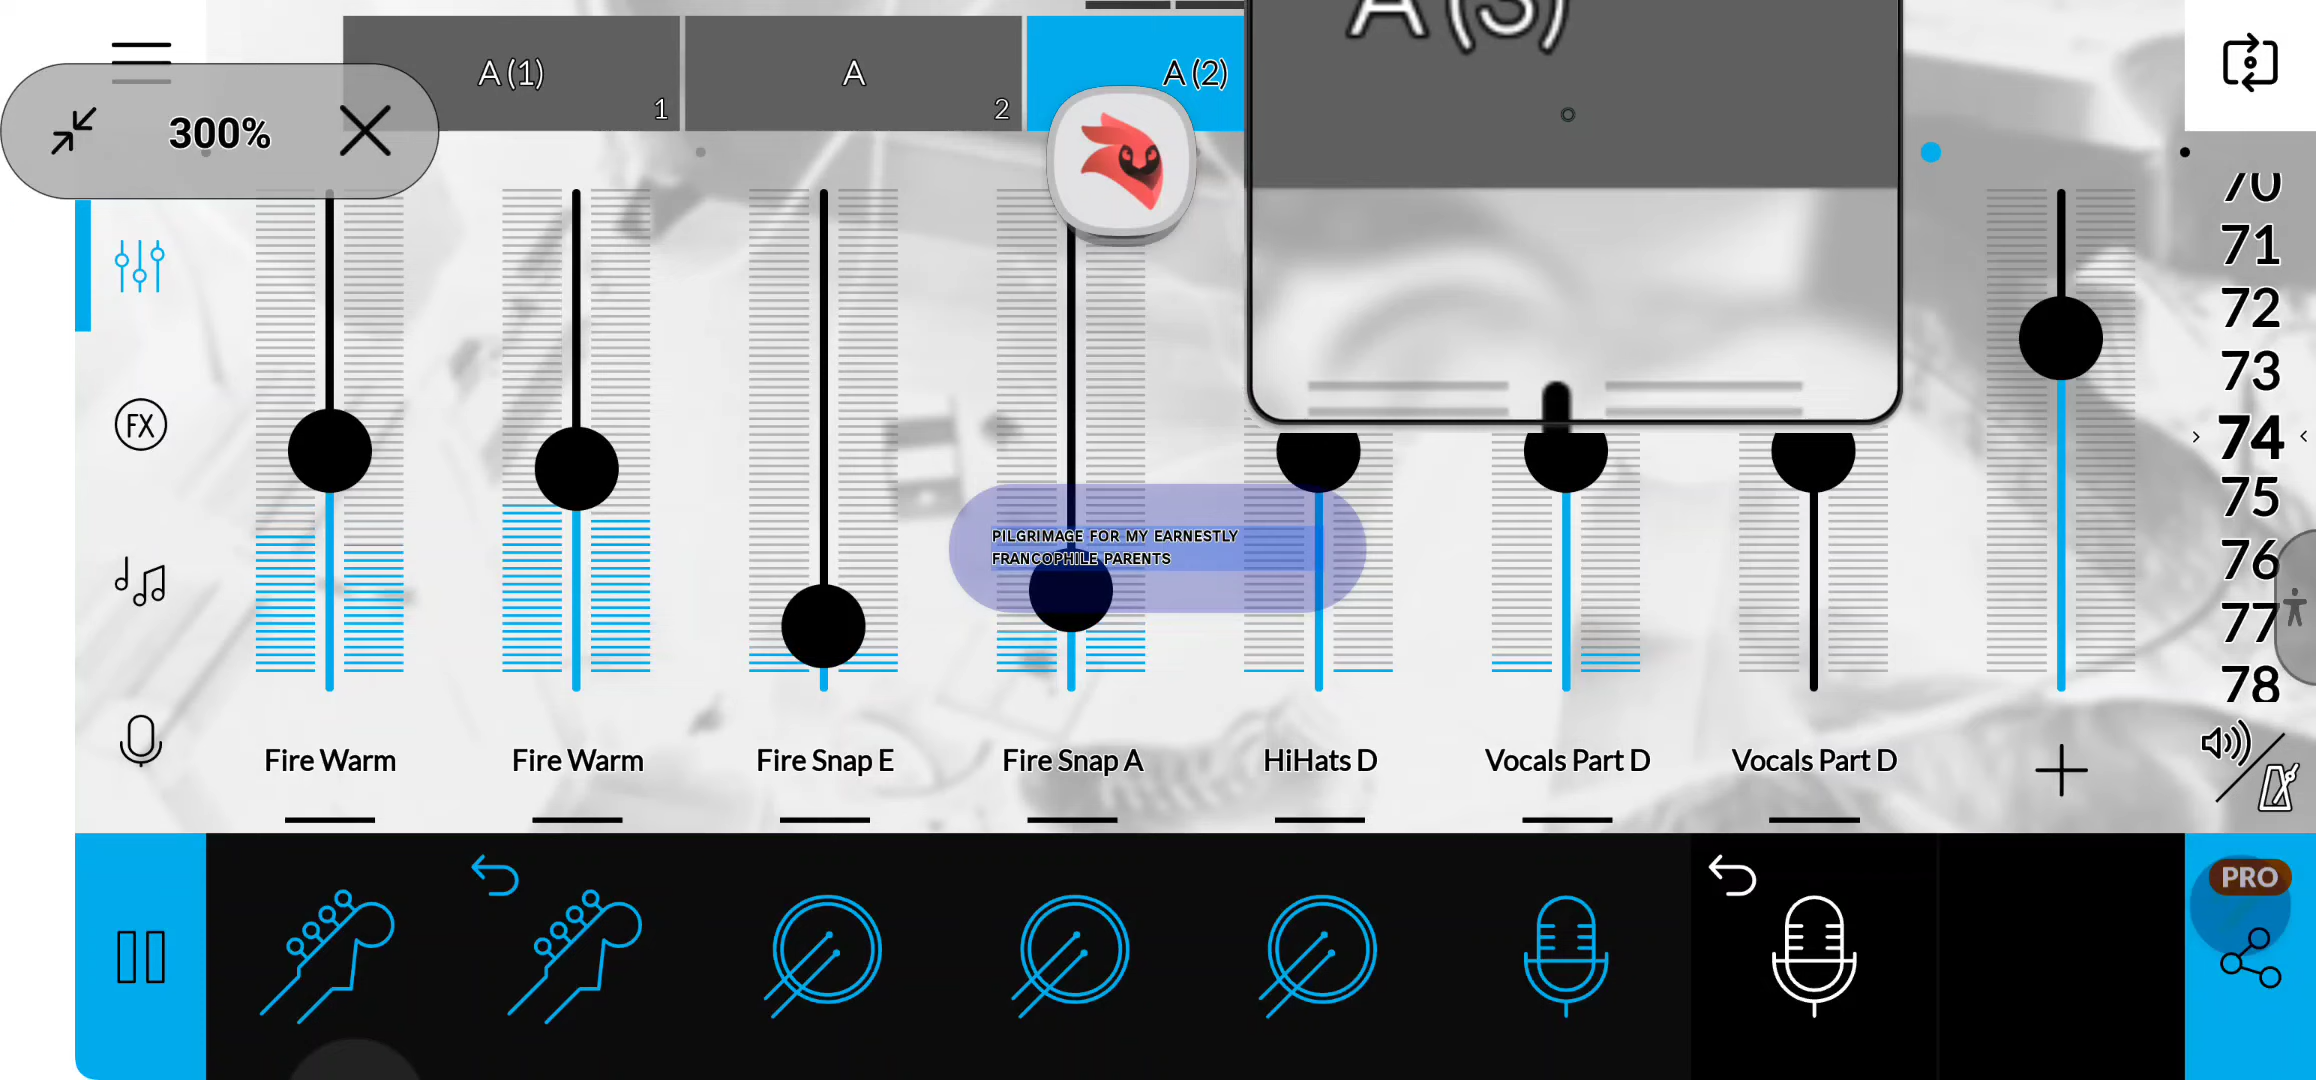 A (1)
1
A
2
A (2)
A (3)
300%
70
71
72
73
74
75
76
77
78
FX
PILGRIMAGE FOR MY EARNESTLY
FRANCOPHILE PARENTS
Fire Warm
Fire Warm
Fire Snap E
Fire Snap A
HiHats D
Vocals Part D
Vocals Part D
PRO